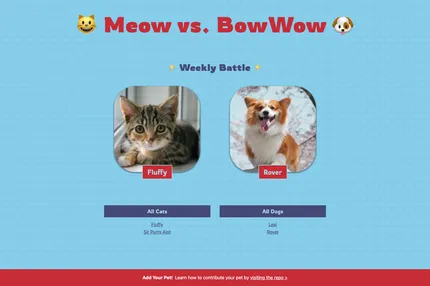 Meow vs. BowWow
Weekly Battle
Fluffy
Rover
All Cats
All Dogs
Fluffy
Lexi
Sir Purrs Alot
Rover
Add Your Pet! Learn how to contribute your pet by visiting the repo >